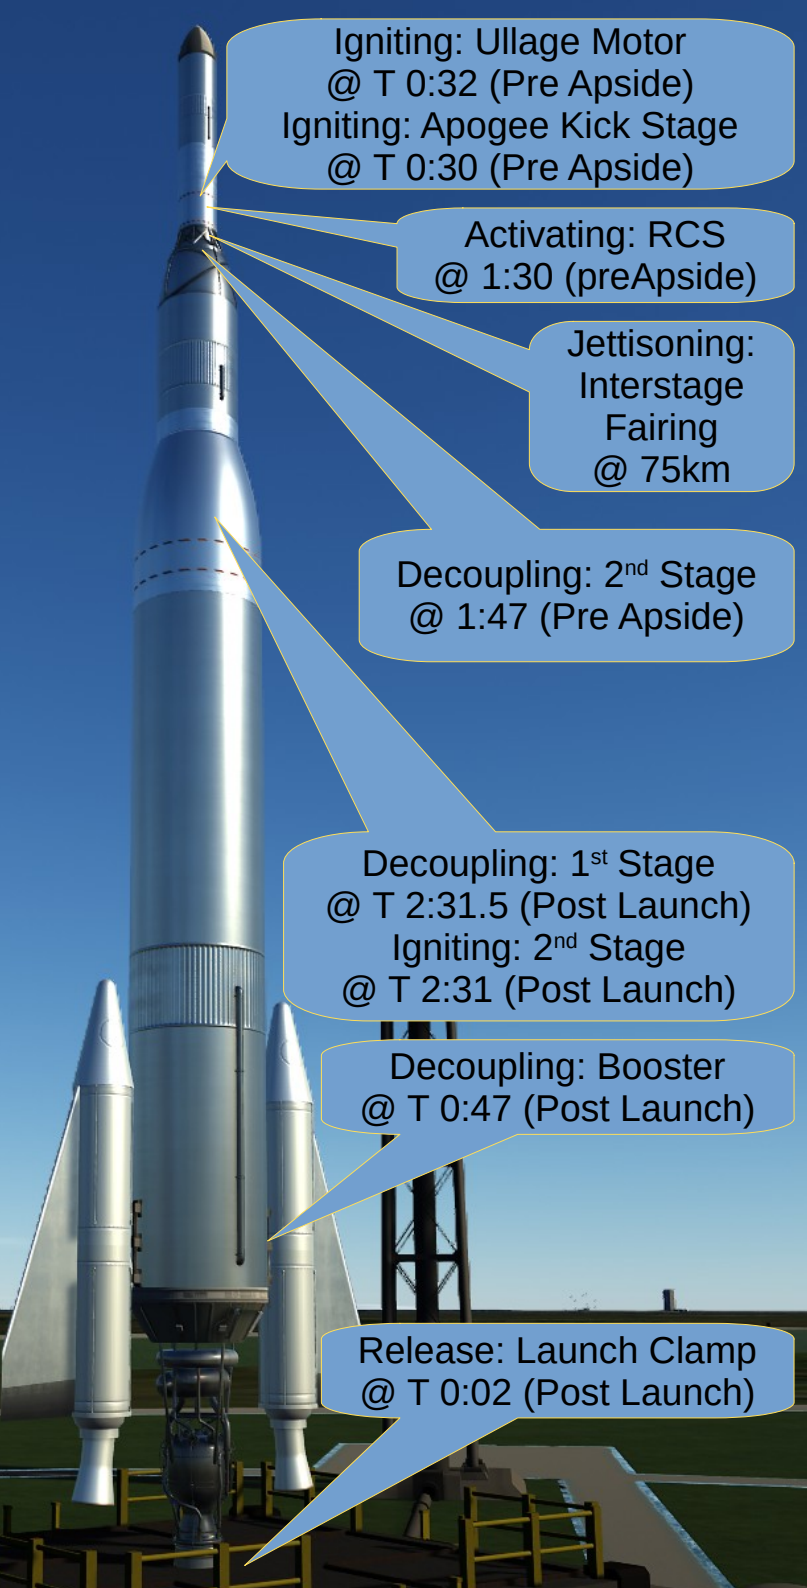 Igniting: Ullage Motor
@ T 0:32 (Pre Apside)
Igniting: Apogee Kick Stage
@ T 0:30 (Pre Apside)
Activating: RCS
@ 1:30 (preApside)
Jettisoning:
Interstage
Fairing
@ 75km
Decoupling: 2nd Stage
@ 1:47 (Pre Apside)
Decoupling: 1st Stage
@ T 2:31.5 (Post Launch)
Igniting: 2nd Stage
@ T 2:31 (Post Launch)
Decoupling: Booster
@ T 0:47 (Post Launch)
Release: Launch Clamp
@ T 0:02 (Post Launch)